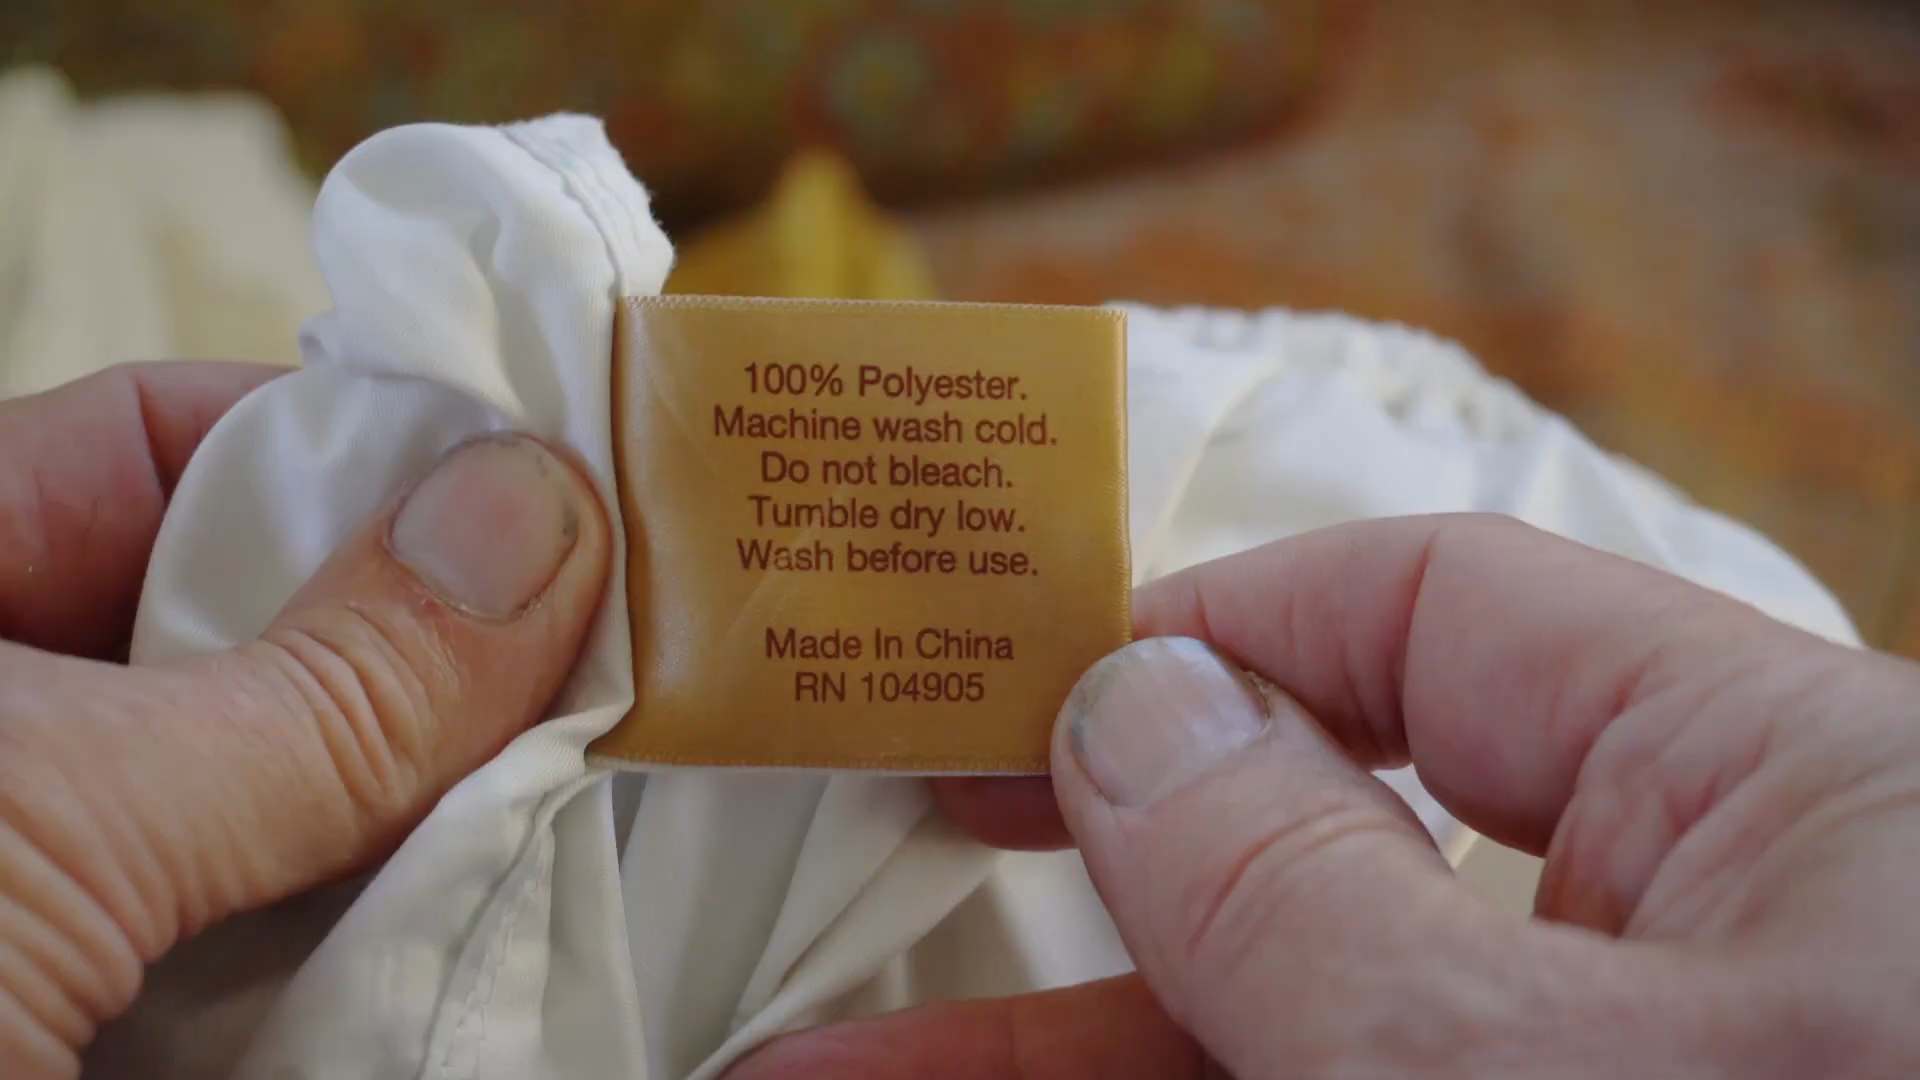 100% Polyester.
Machine wash cold.
Do not bleach.
Tumble dry low.
Wash before use.
Made In China
RN 104905